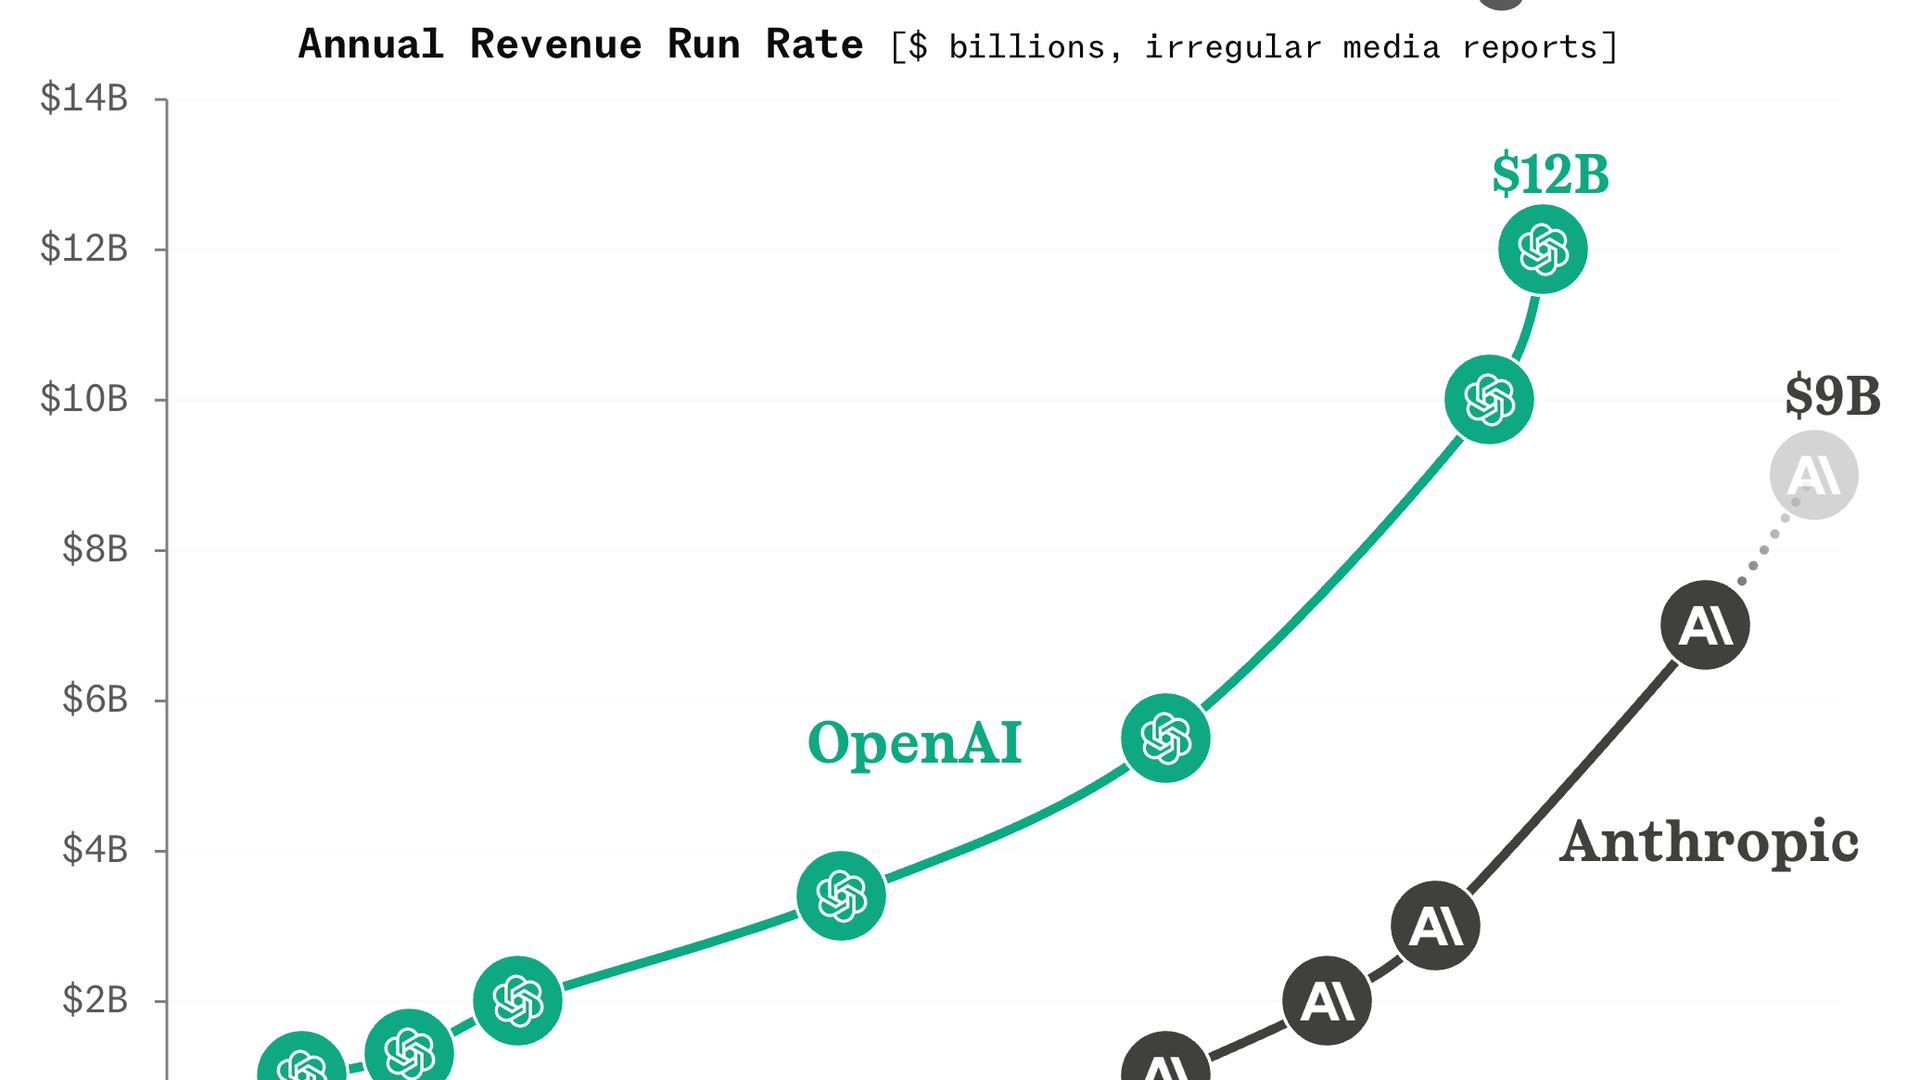 Annual Revenue Run Rate [$ billions, irregular media reports]
$14B
$12B
$12B
$10B
$9B
$8B
$6B
OpenAI
$4B
Anthropic
$2B